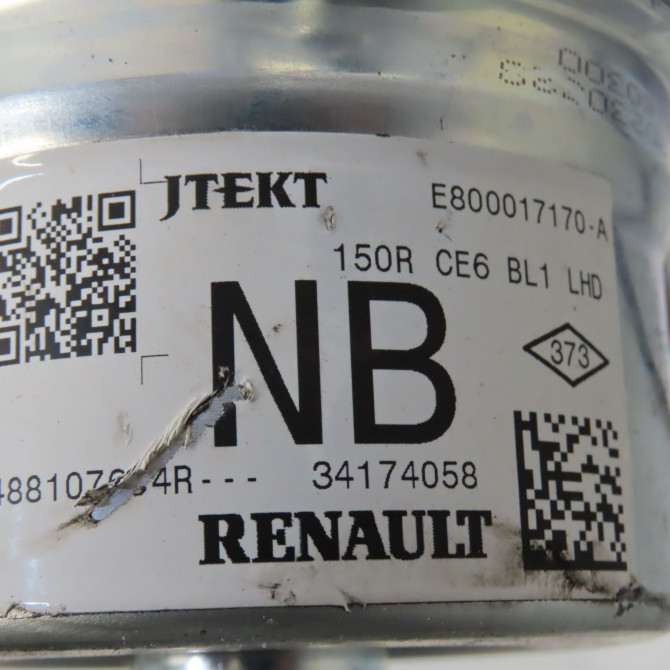 JTEKT
E800017170-A
150R CE6 BL1 LHD
NB
373
34174058
RENAULT